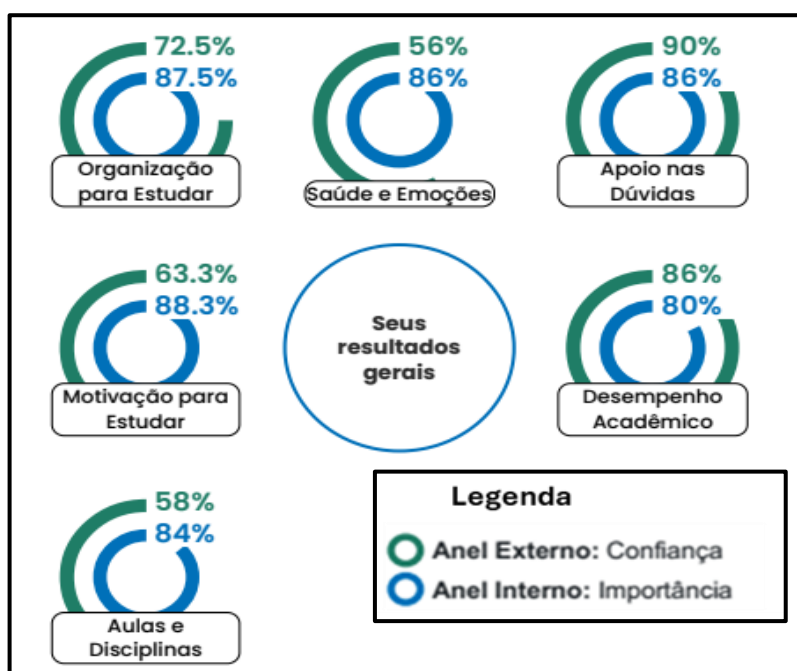 72.5%
87.5%
Organização
para Estudar
56%
86%
Saúde e Emoções
90%
86%
Apoio nas
Dúvidas
63.3%
88.3%
Motivação para
Estudar
Seus
resultados
gerais
86%
80%
Desempenho
Acadêmico
58%
84%
Aulas e
Disciplinas
Legenda
Anel Externo: Confiança
Anel Interno: Importância